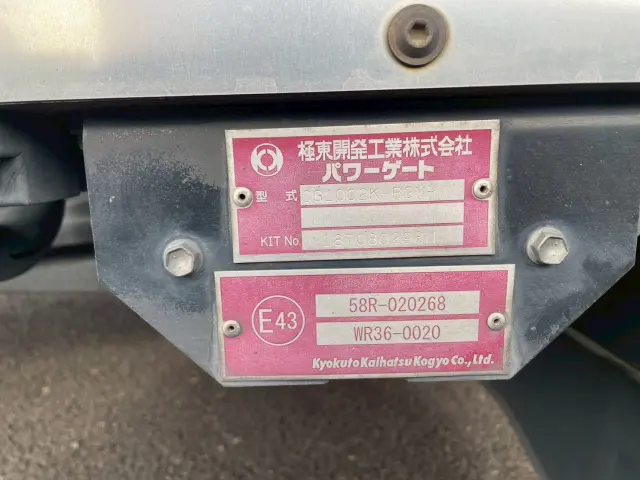 極東開発工業株式会社
パワーゲート
型式
KIT No
E43
58R-020268
WR36-0020
Kyokuto Kaihatsu Kogyo Co., Ltd.